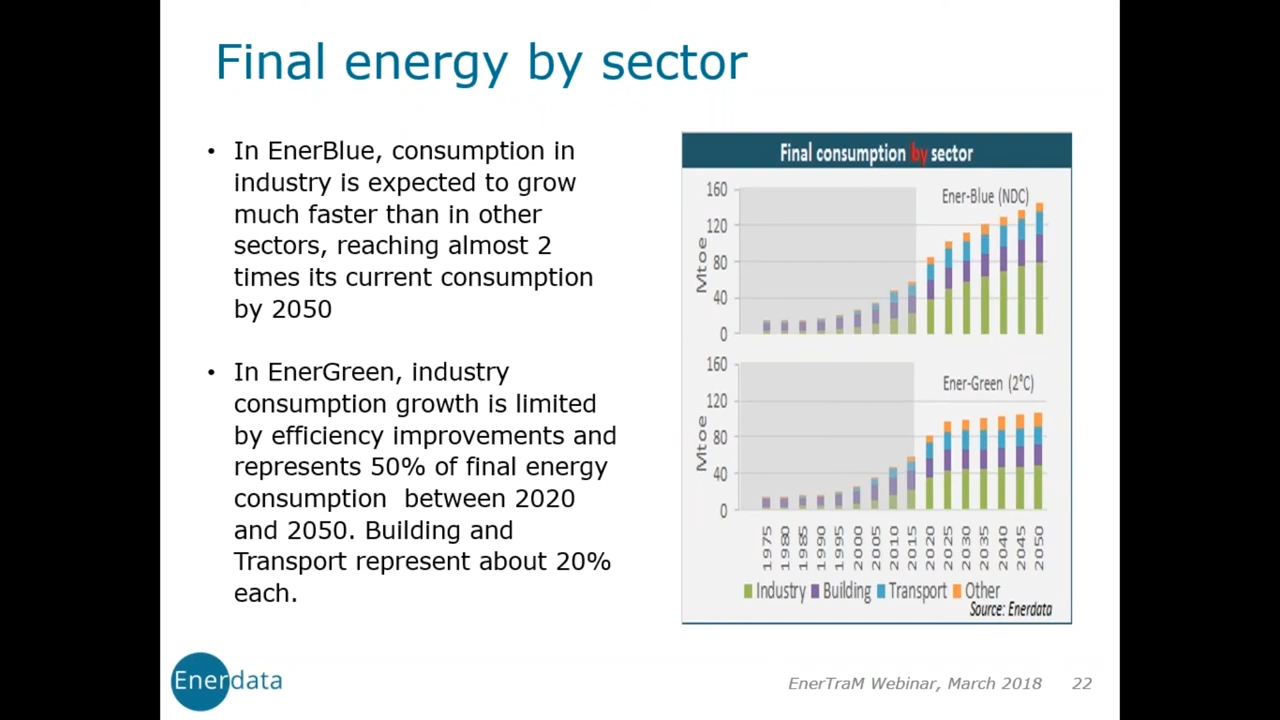 Final energy by sector
• In EnerBlue, consumption in
industry is expected to grow
much faster than in other
sectors, reaching almost 2
times its current consumption
by 2050
• In EnerGreen, industry
consumption growth is limited
by efficiency improvements and
represents 50% of final energy
consumption between 2020
and 2050. Building and
Transport represent about 20%
each.
Final consumption by sector
Ener-Blue (NDC)
Mtoe
160
120
80
40
0
Ener-Green (2°C)
Mtoe
160
120
80
40
0
1975 1980 1985 1990 1995 2000 2005 2010 2015 2020 2025 2030 2035 2040 2045 2050
Industry Building Transport Other
Source: Enerdata
Enerdata
EnerTraM Webinar, March 2018 22